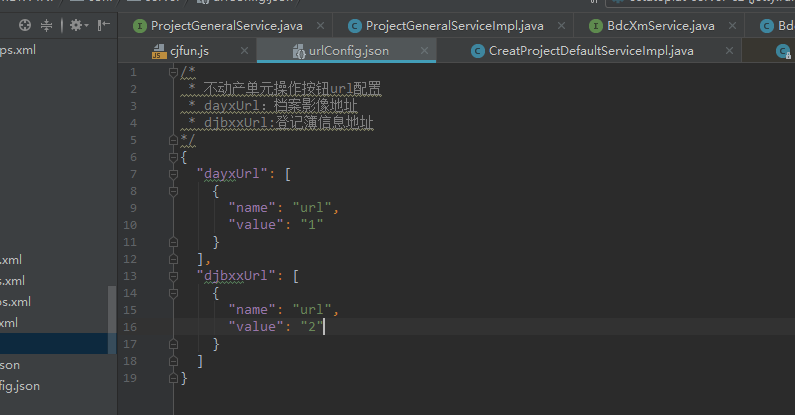 ProjectGeneralService.java
ProjectGeneralServiceImpl.java
BdcXmService.java
ps.xml
cjfun.js
urlConfig.json
CreatProjectDefaultServiceImpl.java
1 /*
2 * 不动产单元操作按钮url配置
3 * dayxUrl: 档案影像地址
4 * djbxxUrl:登记簿信息地址
5 */
6 {
7 "dayxUrl": [
8 {
9 "name": "url",
10 "value": "1"
11 }
12 ],
13 "djbxxUrl": [
14 {
15 "name": "url",
16 "value": "2"
17 }
18 ]
19 }
.xml
s.xml
os.xml
xml
son
fig.json